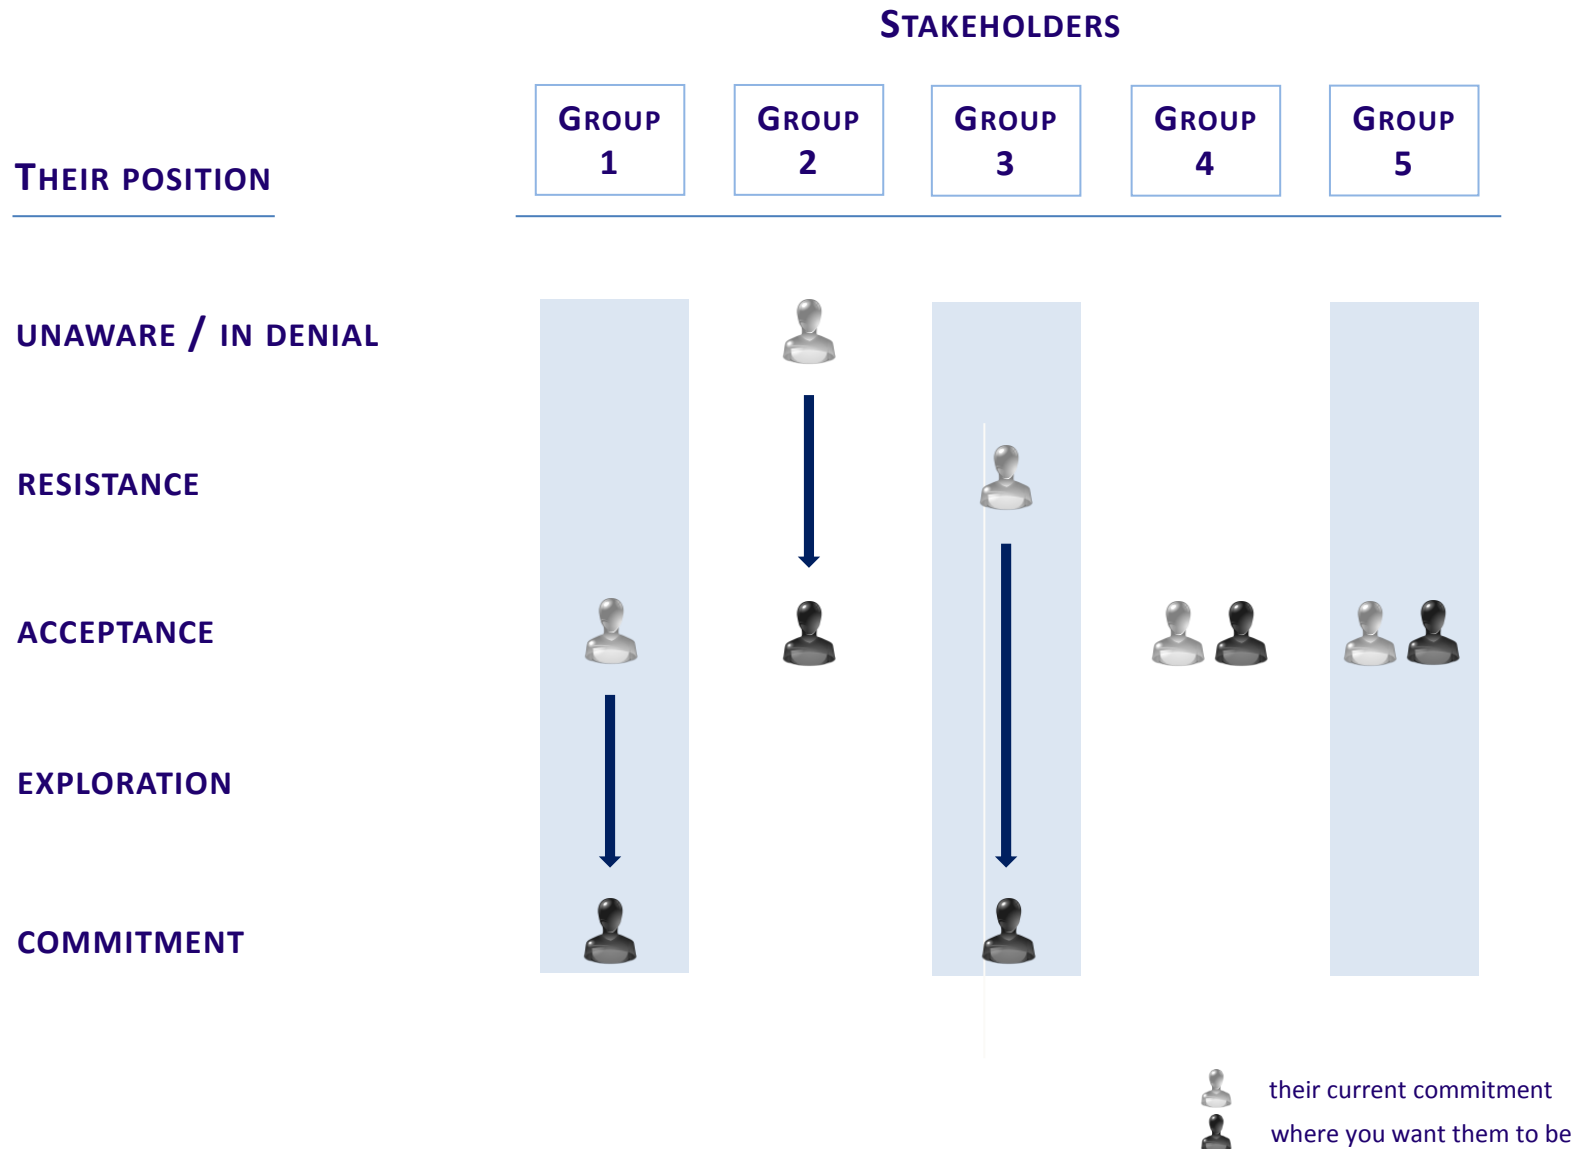 STAKEHOLDERS
GROUP
1
GROUP
2
GROUP
3
GROUP
4
GROUP
5
THEIR POSITION
UNAWARE / IN DENIAL
RESISTANCE
ACCEPTANCE
EXPLORATION
COMMITMENT
their current commitment
where you want them to be